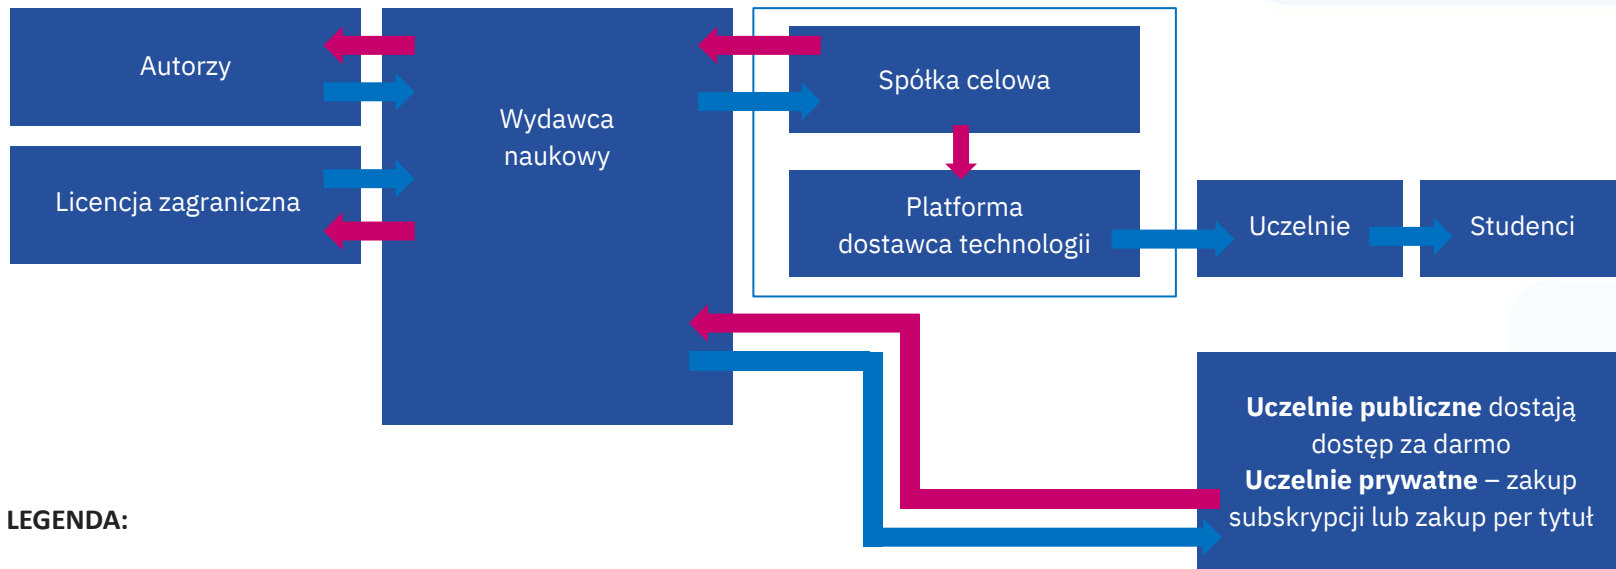 Autorzy
Licencja zagraniczna
Wydawca
naukowy
Spółka celowa
Platforma
dostawca technologii
Uczelnie
Studenci
Uczelnie publiczne dostają
dostęp za darmo
Uczelnie prywatne – zakup
subskrypcji lub zakup per tytuł
LEGENDA: